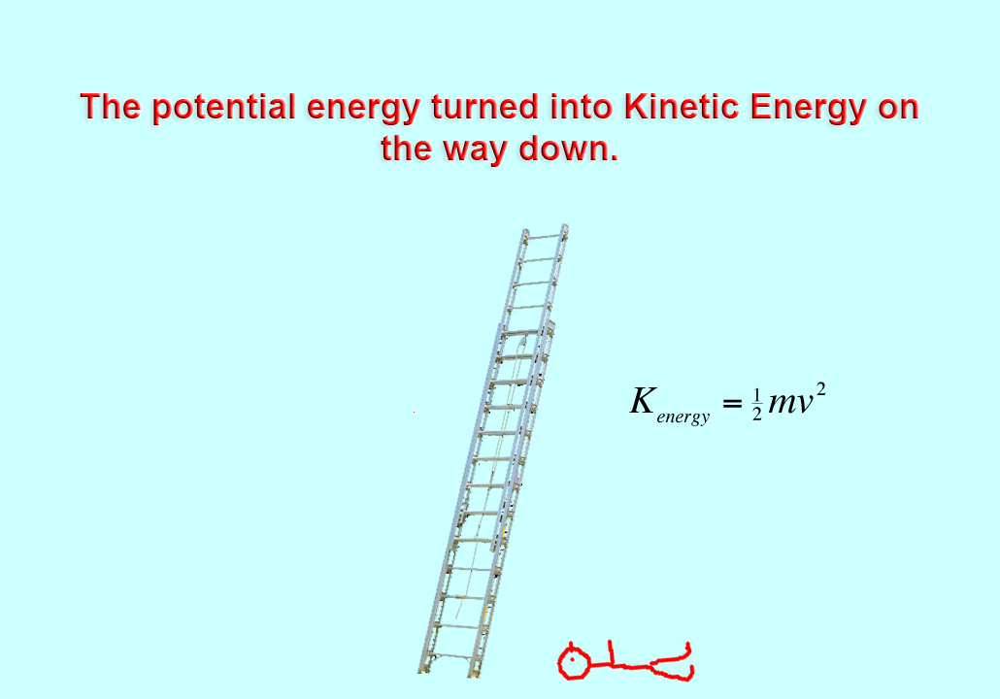 The potential energy turned into Kinetic Energy on
the way down.
K_energy = ½mv²